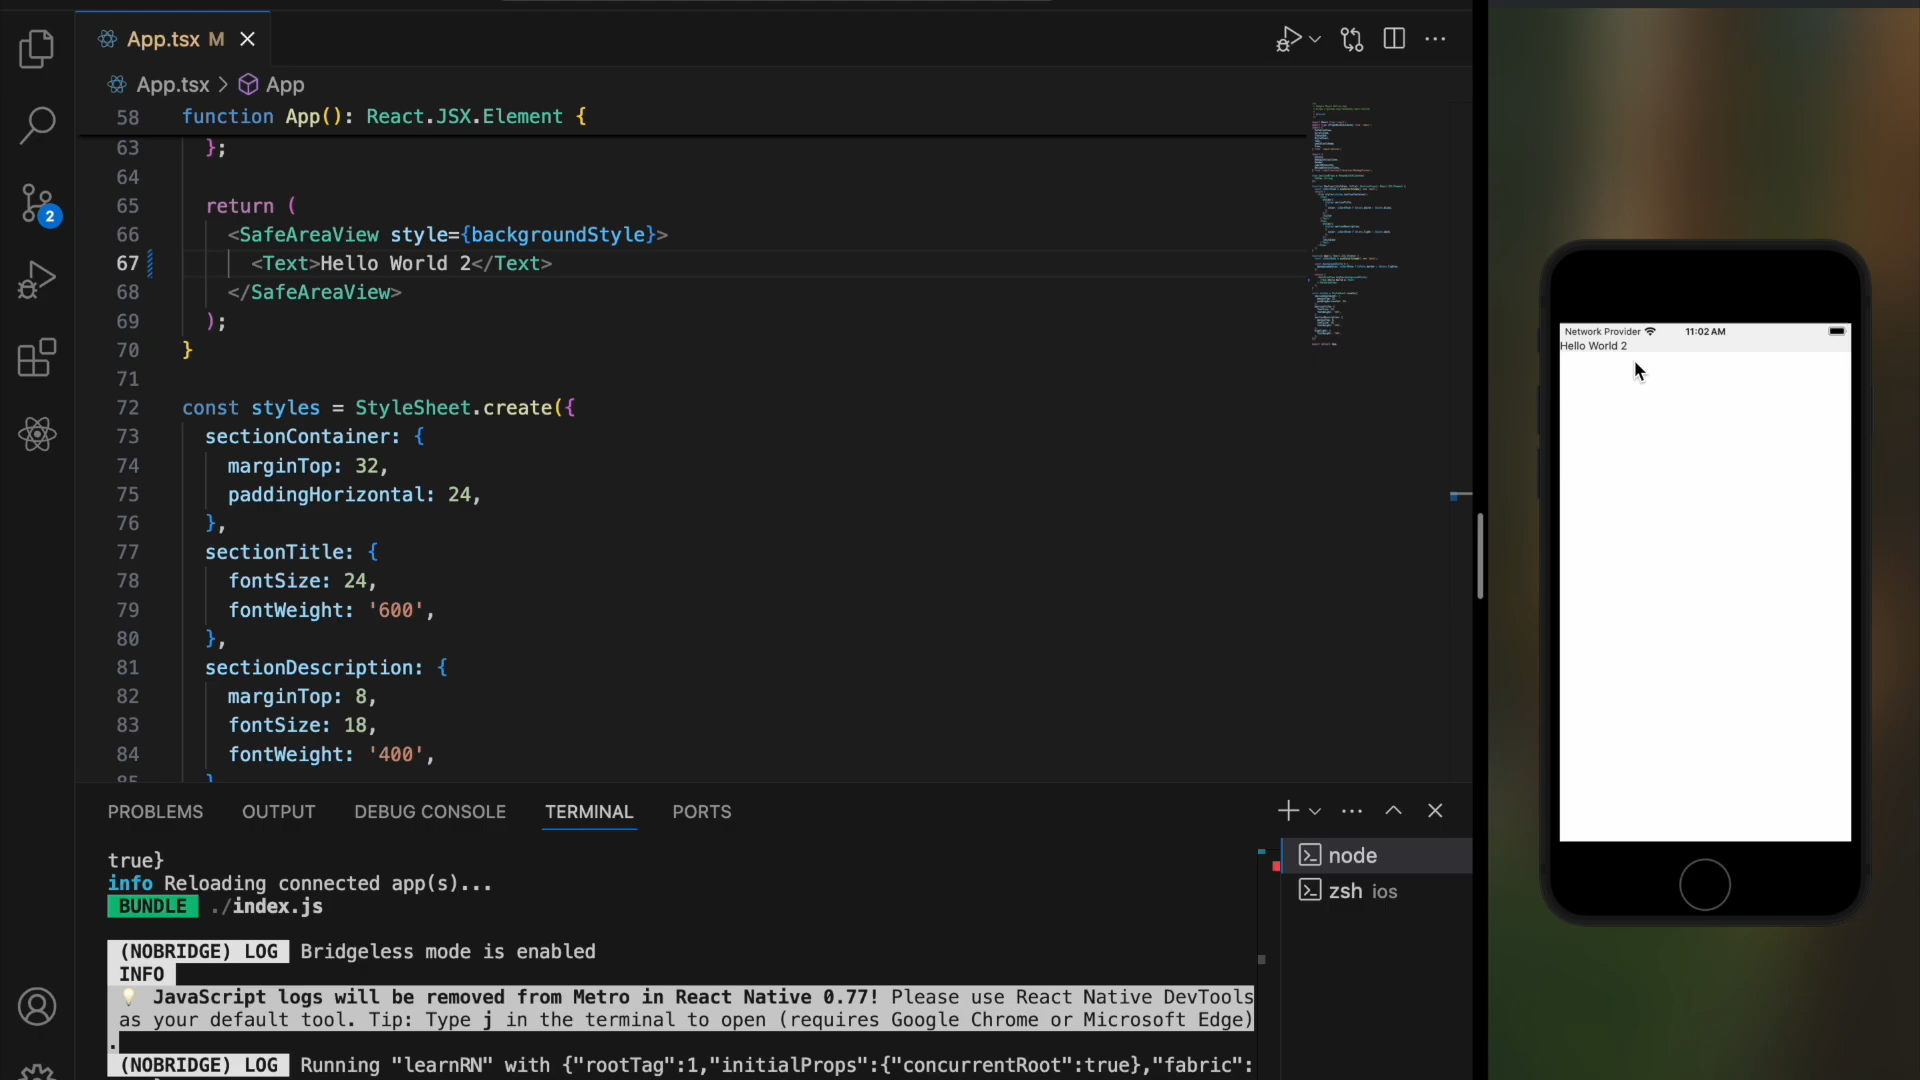 App.tsx M
App.tsx > App
58 function App(): React.JSX.Element {
63 };
64
65 return (
66 <SafeAreaView style={backgroundStyle}>
67 <Text>Hello World 2</Text>
68 </SafeAreaView>
69 );
70 }
71
72 const styles = StyleSheet.create({
73 sectionContainer: {
74 marginTop: 32,
75 paddingHorizontal: 24,
76 },
77 sectionTitle: {
78 fontSize: 24,
79 fontWeight: '600',
80 },
81 sectionDescription: {
82 marginTop: 8,
83 fontSize: 18,
84 fontWeight: '400',
85 }
2
PROBLEMS OUTPUT DEBUG CONSOLE TERMINAL PORTS
true}
info Reloading connected app(s)...
BUNDLE ./index.js
(NOBRIDGE) LOG Bridgeless mode is enabled
INFO
💡 JavaScript logs will be removed from Metro in React Native 0.77! Please use React Native DevTools
as your default tool. Tip: Type j in the terminal to open (requires Google Chrome or Microsoft Edge)
.
(NOBRIDGE) LOG Running "learnRN" with {"rootTag":1,"initialProps":{"concurrentRoot":true},"fabric":
node
zsh ios
Network Provider 11:02 AM
Hello World 2